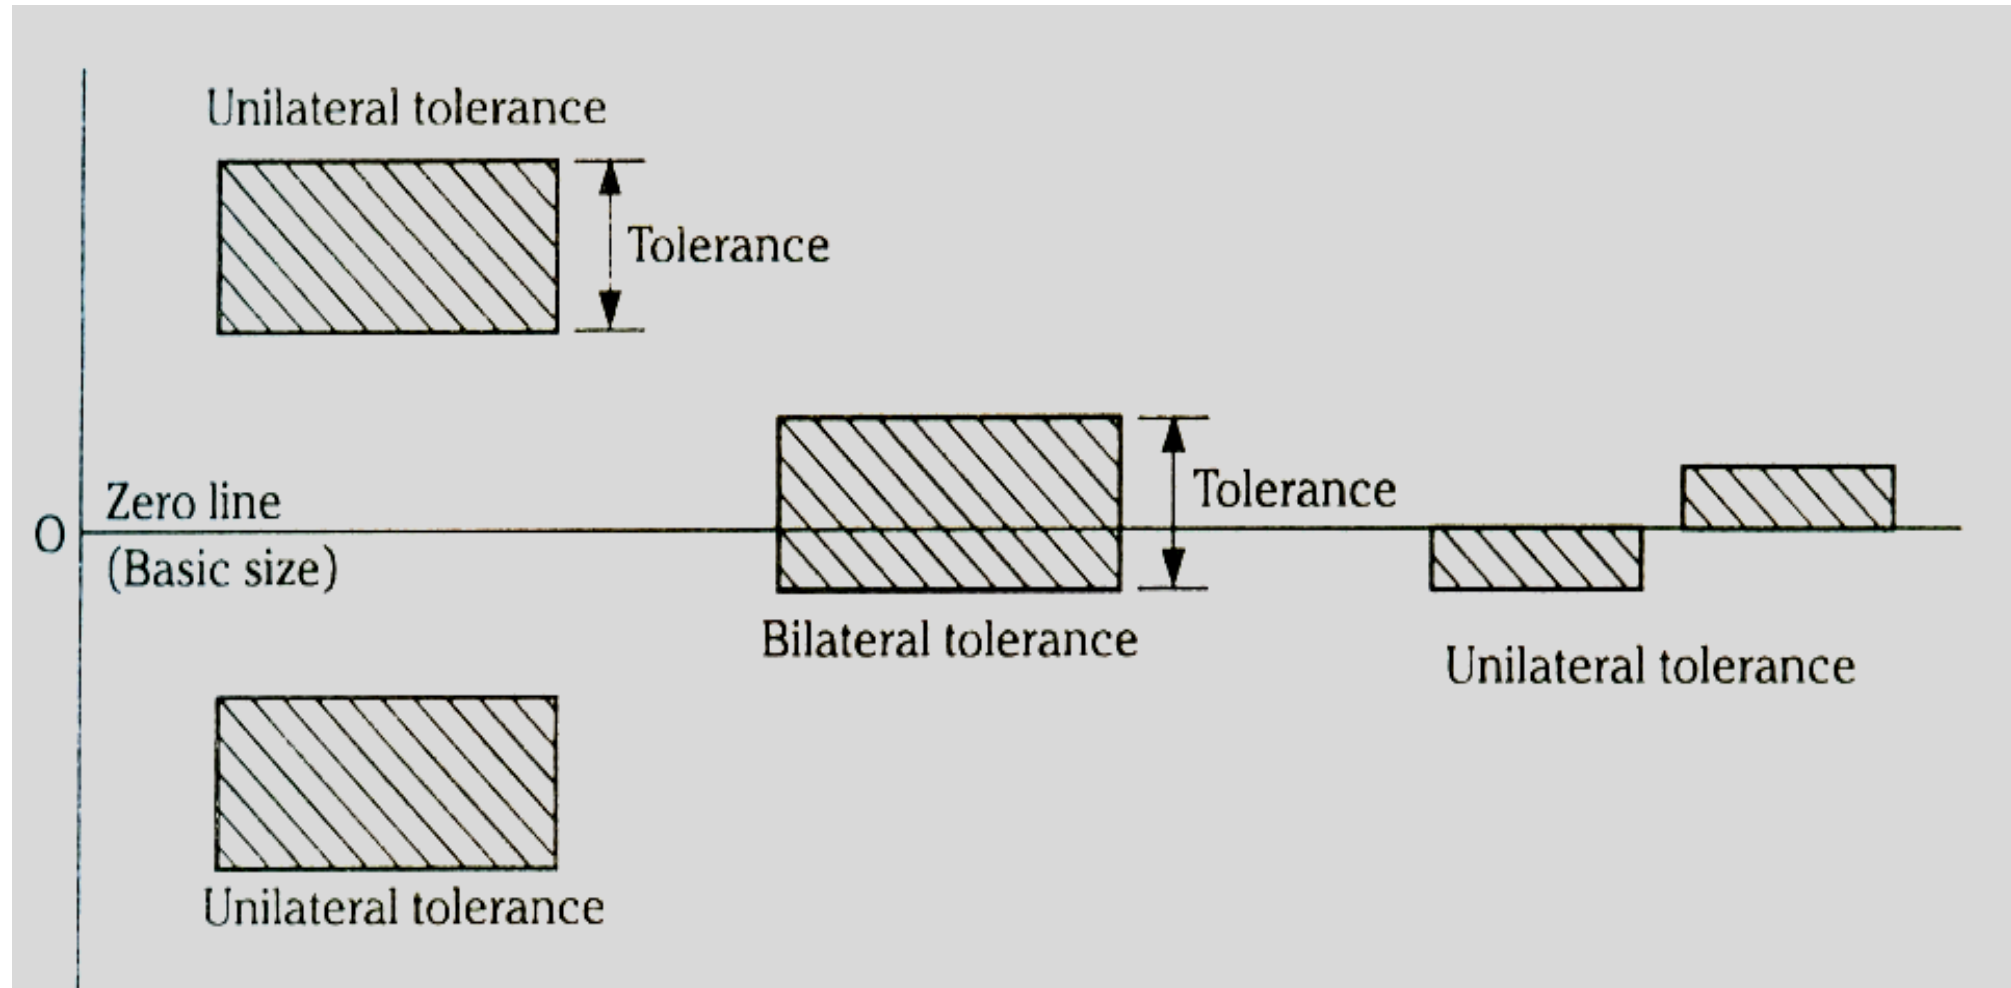 Unilateral tolerance
Tolerance
Zero line
O
(Basic size)
Tolerance
Bilateral tolerance
Unilateral tolerance
Unilateral tolerance